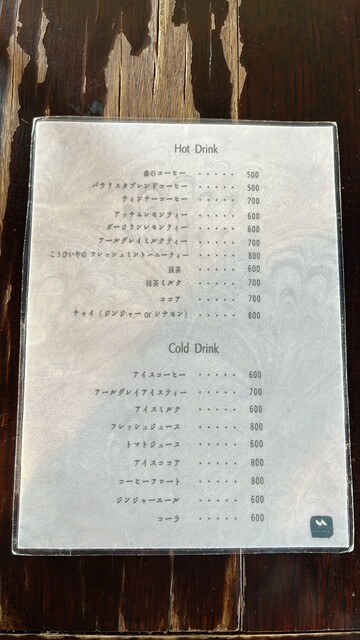 Hot Drink
森のコーヒー ····· 500
パウリスタブレンドコーヒー ····· 500
ウィンナーコーヒー ····· 700
アッサムレモンティー ····· 600
ダージリンレモンティー ····· 600
アールグレイミルクティー ····· 700
こうひいやのフレッシュミントハニーティー ····· 800
抹茶 ····· 600
抹茶ミルク ····· 700
ココア ····· 700
チャイ（ジンジャー or シナモン） ····· 800
Cold Drink
アイスコーヒー ····· 600
アールグレイアイスティー ····· 700
アイスミルク ····· 600
フレッシュジュース ····· 800
トマトジュース ····· 600
アイスココア ····· 800
コーヒーフロート ····· 800
ジンジャーエール ····· 600
コーラ ····· 600